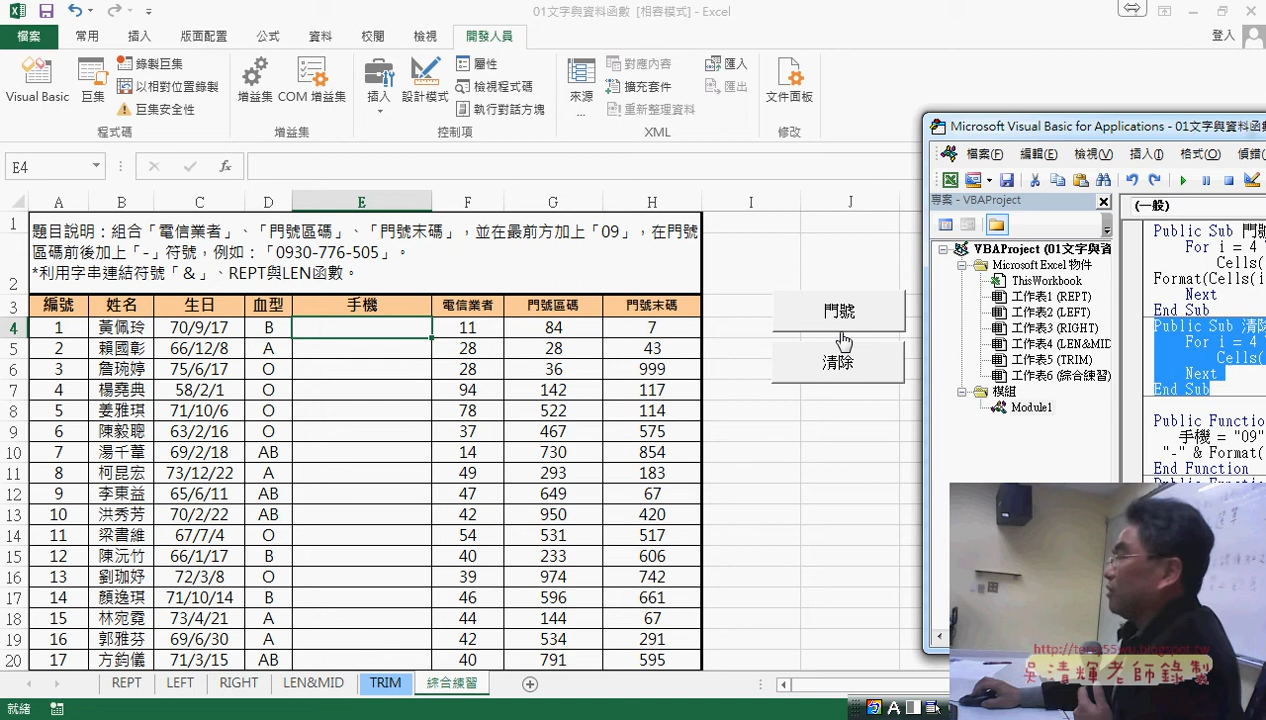 01文字與資料函數 [相容模式] - Excel
檔案 常用 插入 版面配置 公式 資料 校閱 檢視 開發人員 登入
Visual Basic 巨集 錄製巨集 以相對位置錄製 巨集安全性 程式碼
增益集 COM 增益集 增益集
插入 設計模式 屬性 檢視程式碼 執行對話方塊 控制項
來源 對應內容 擴充套件 重新整理資料 匯入 匯出 XML
文件面板 修改
E4 fx
A B C D E F G H I J
1 題目說明：組合「電信業者」、「門號區碼」、「門號末碼」，並在最前方加上「09」，在門號
區碼前後加上「-」符號，例如：「0930-776-505」。
2 *利用字串連結符號「&」、REPT與LEN函數。
3 編號 姓名 生日 血型 手機 電信業者 門號區碼 門號末碼
4 1 黃佩玲 70/9/17 B 11 84 7
5 2 賴國彰 66/12/8 A 28 28 43
6 3 詹琬婷 75/6/17 O 28 36 999
7 4 楊堯典 58/2/1 O 94 142 117
8 5 姜雅琪 71/10/6 O 78 522 114
9 6 陳毅聰 63/2/16 O 37 467 575
10 7 湯千葦 69/2/18 AB 14 730 854
11 8 柯昆宏 73/12/22 A 49 293 183
12 9 李東益 65/6/11 AB 47 649 67
13 10 洪秀芳 70/2/22 AB 42 950 420
14 11 梁書維 67/7/4 O 54 531 517
15 12 陳沅竹 66/1/17 B 40 233 606
16 13 劉珈妤 72/3/8 O 39 974 742
17 14 顏逸琪 71/10/14 B 46 596 661
18 15 林宛霓 73/4/21 A 44 144 67
19 16 郭雅芬 69/6/30 A 42 534 291
20 17 方鈞儀 71/3/15 AB 40 791 595
門號
清除
REPT LEFT RIGHT LEN&MID TRIM 綜合練習
就緒
Microsoft Visual Basic for Applications - 01文字與資料函
檔案(F) 編輯(E) 檢視(V) 插入(I) 格式(O) 偵錯
專案 - VBAProject
VBAProject (01文字與資
Microsoft Excel 物件
ThisWorkbook
工作表1 (REPT)
工作表2 (LEFT)
工作表3 (RIGHT)
工作表4 (LEN&MID
工作表5 (TRIM)
工作表6 (綜合練習)
模組
Module1
(一般)
Public Sub 門號
For i = 4
Cells(
Format(Cells(i
Next
End Sub
Public Sub 清除
For i = 4
Cells(
Next
End Sub
Public Function
手機 = "09"
"-" & Format(
End Function
吳清輝老師錄製